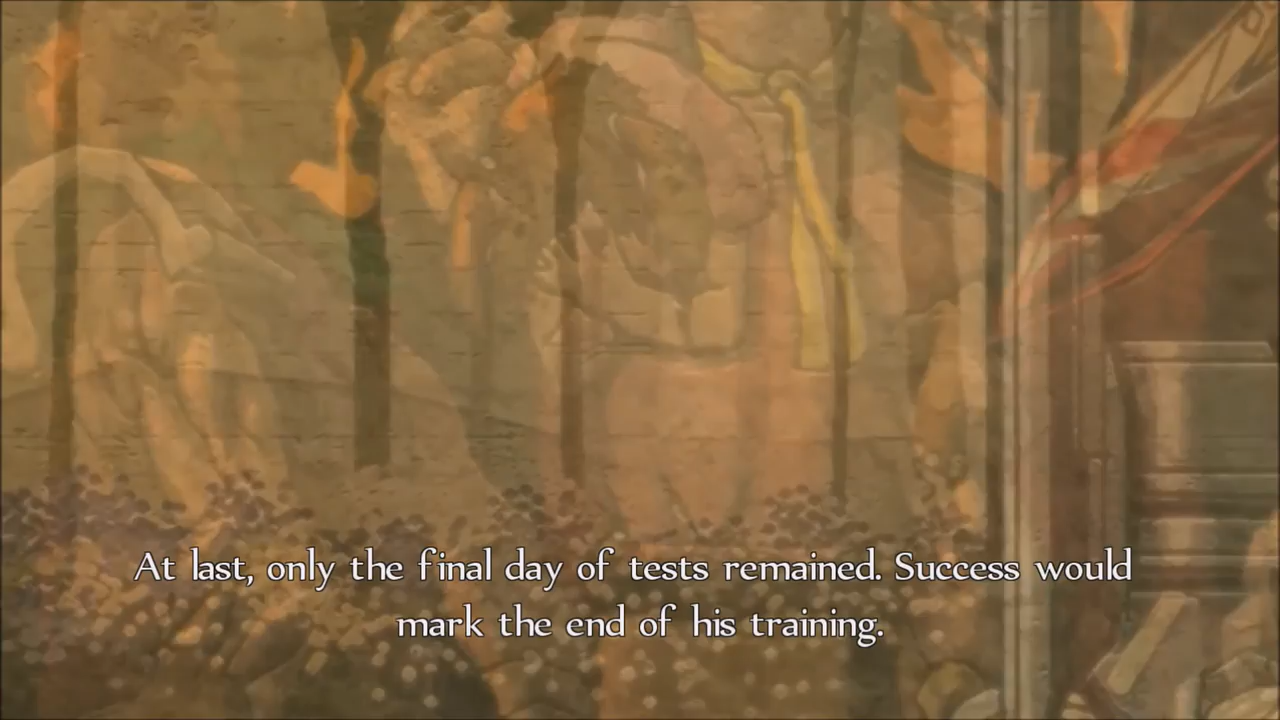 At last, only the final day of tests remained. Success would
mark the end of his training.